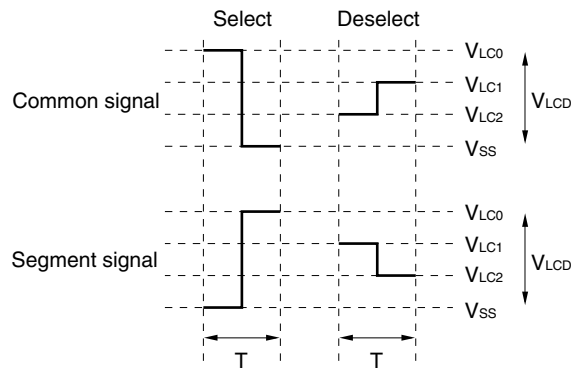 Select Deselect
VLC0
VLC1
Common signal VLCD
VLC2
VSS
VLC0
VLC1
Segment signal VLCD
VLC2
VSS
T T